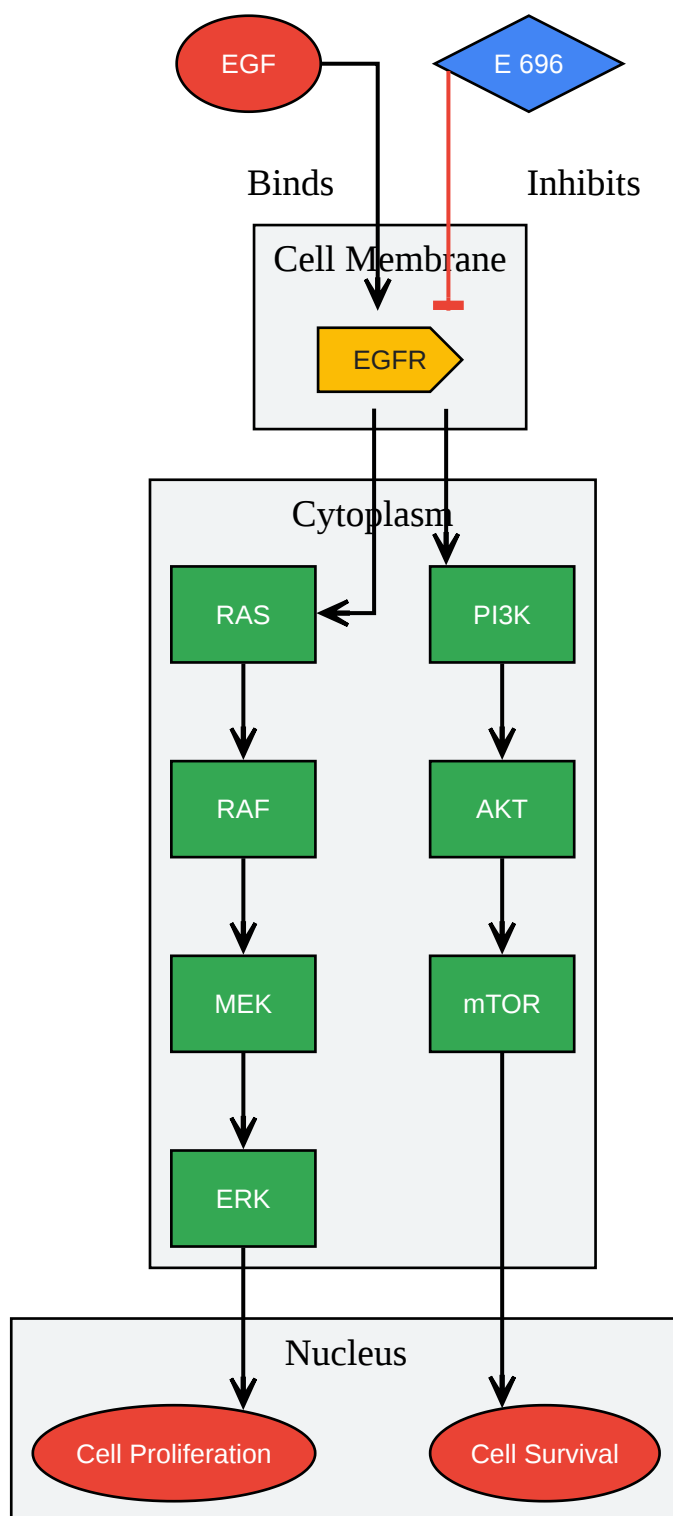 EGF
E 696
Binds
Inhibits
Cell Membrane
EGFR
Cytoplasm
RAS
PI3K
RAF
AKT
MEK
mTOR
ERK
Nucleus
Cell Proliferation
Cell Survival